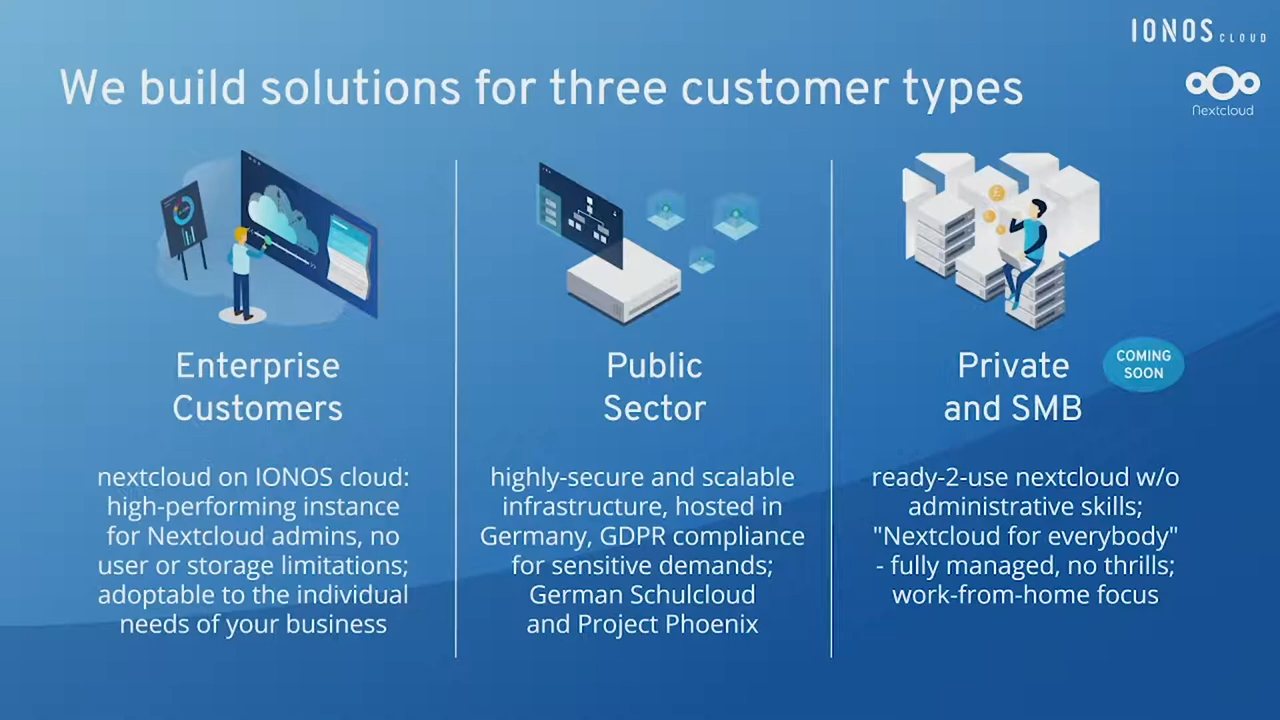 IONOS CLOUD
We build solutions for three customer types
Nextcloud
Enterprise
Customers
nextcloud on IONOS cloud:
high-performing instance
for Nextcloud admins, no
user or storage limitations;
adoptable to the individual
needs of your business
Public
Sector
highly-secure and scalable
infrastructure, hosted in
Germany, GDPR compliance
for sensitive demands;
German Schulcloud
and Project Phoenix
Private
and SMB
COMING
SOON
ready-2-use nextcloud w/o
administrative skills;
"Nextcloud for everybody"
- fully managed, no thrills;
work-from-home focus